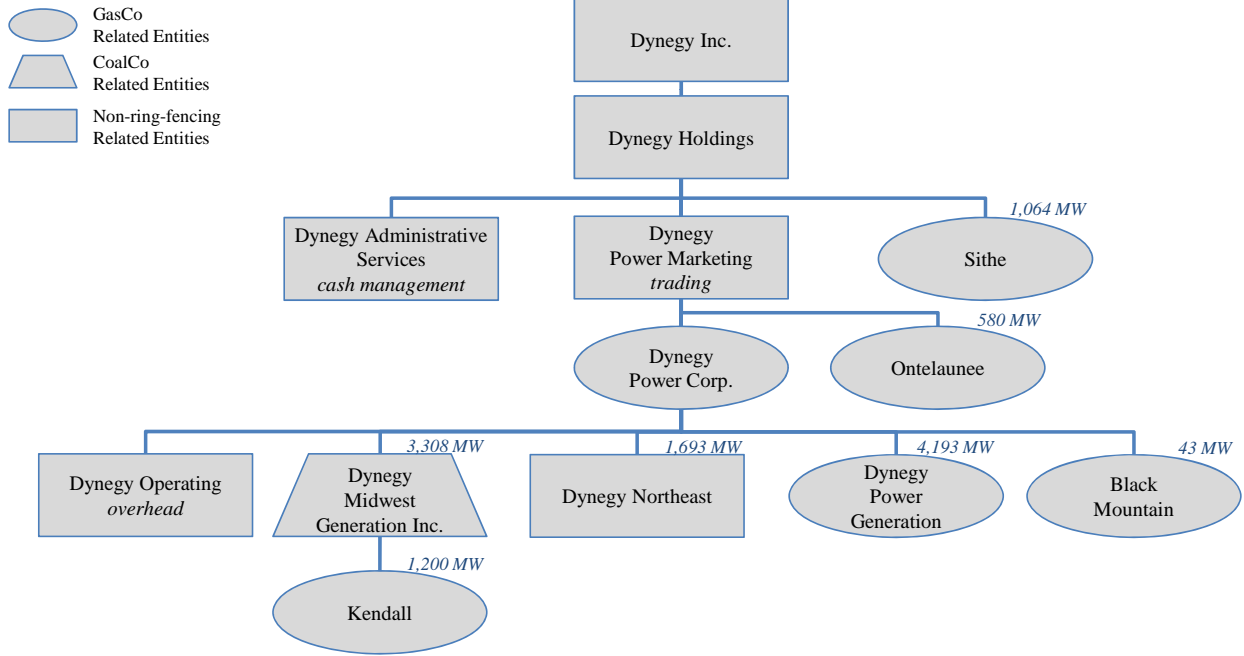 GasCo
Related Entities
CoalCo
Related Entities
Non-ring-fencing
Related Entities
Dynegy Inc.
Dynegy Holdings
Dynegy Administrative
Services
cash management
Dynegy
Power Marketing
trading
1,064 MW
Sithe
Dynegy
Power Corp.
580 MW
Ontelaunee
Dynegy Operating
overhead
3,308 MW
Dynegy
Midwest
Generation Inc.
1,693 MW
Dynegy Northeast
4,193 MW
Dynegy
Power
Generation
43 MW
Black
Mountain
1,200 MW
Kendall